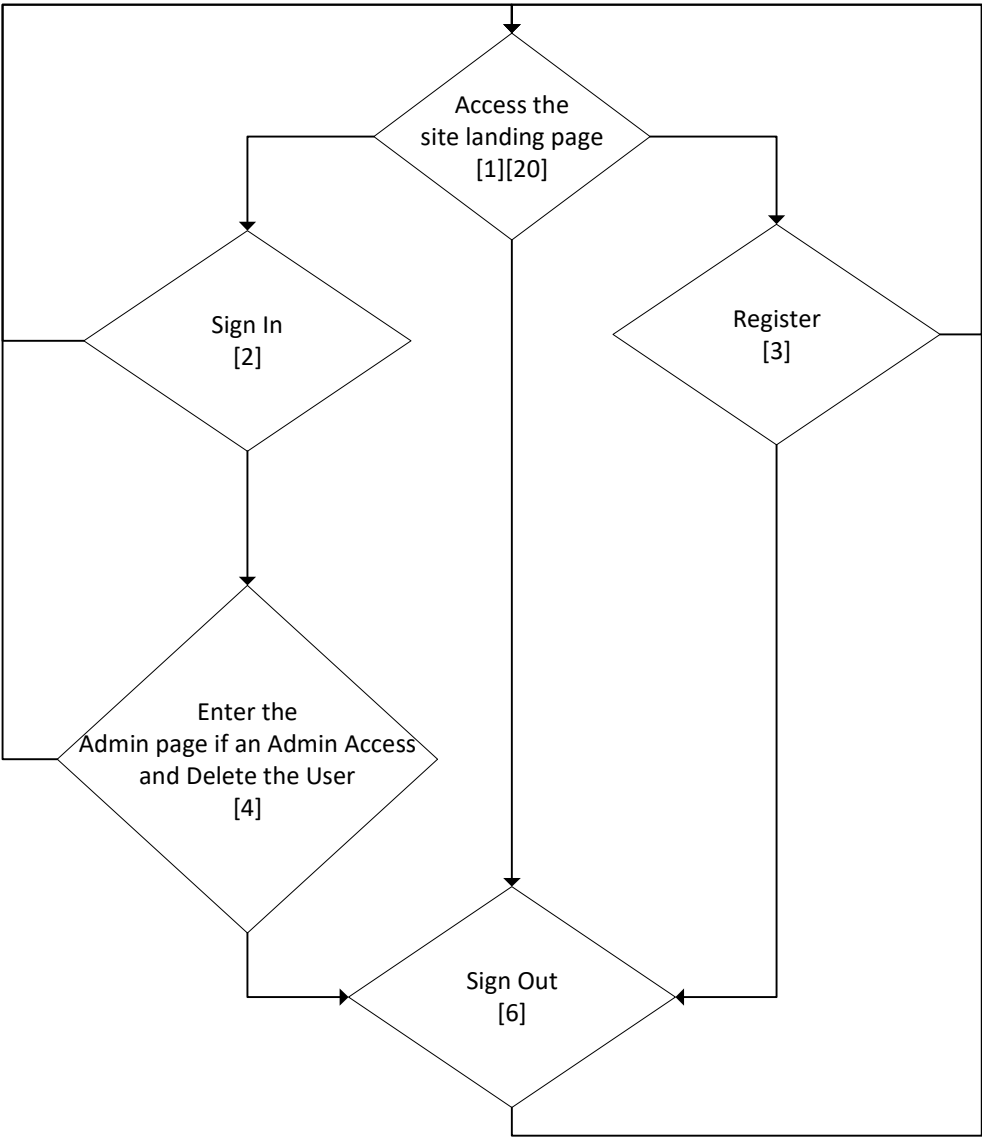 Access the
site landing page
[1][20]
Sign In
[2]
Register
[3]
Enter the
Admin page if an Admin Access
and Delete the User
[4]
Sign Out
[6]